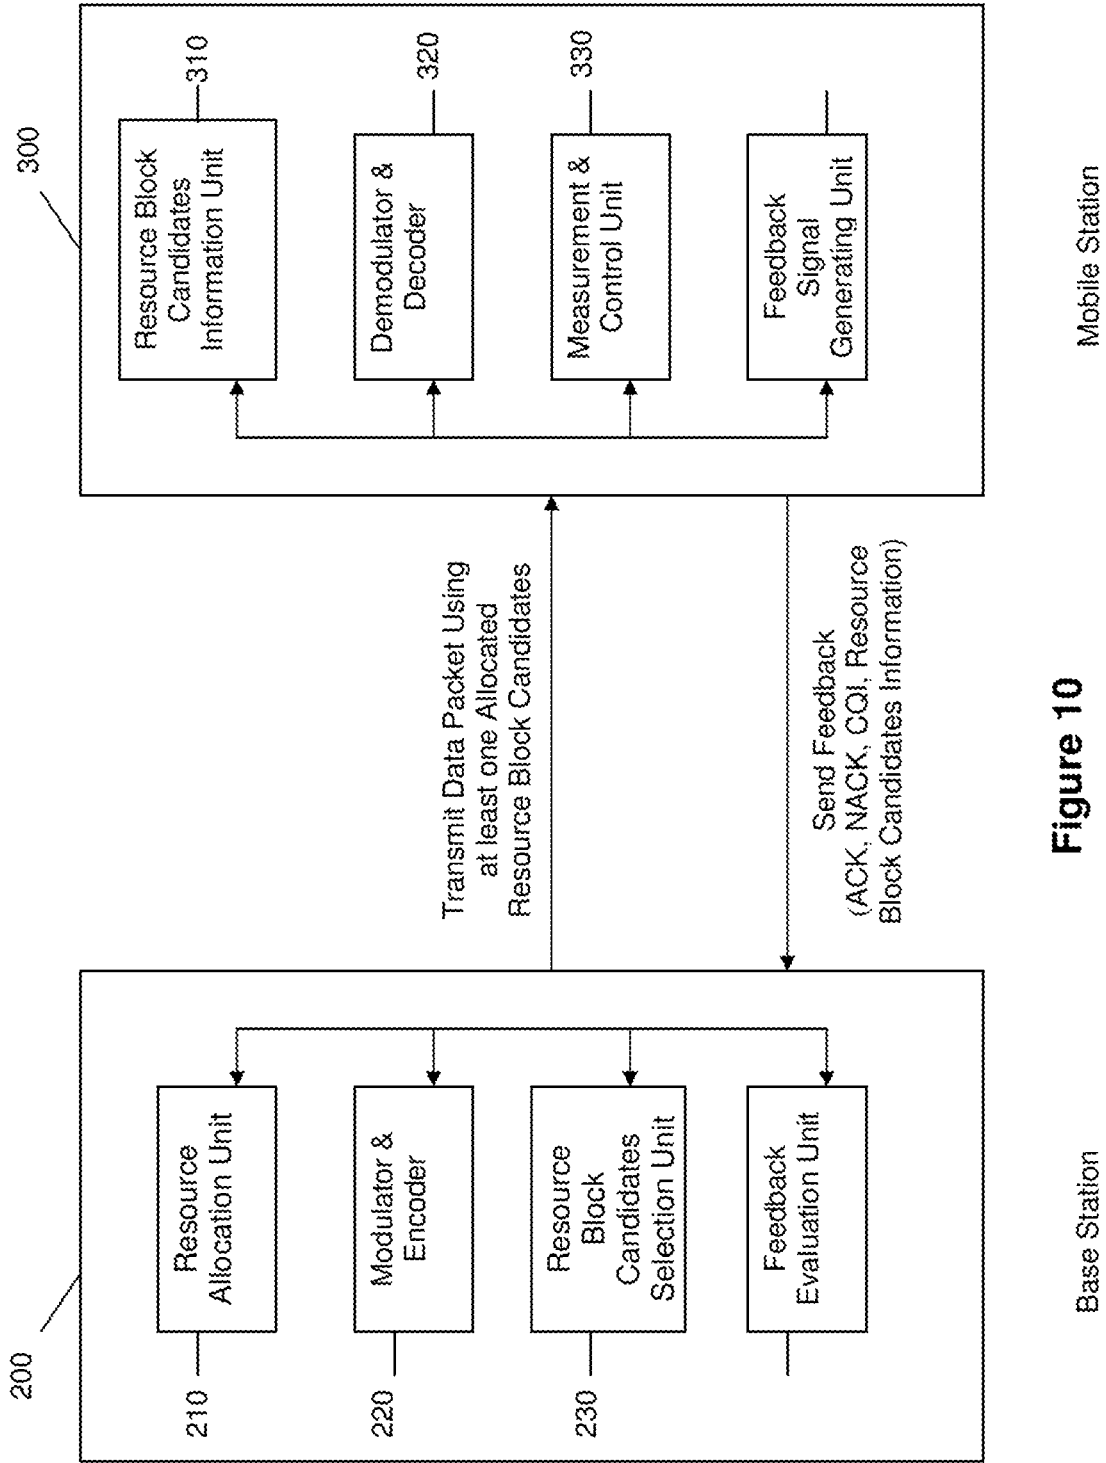 200
210
Resource
Allocation Unit
220
Modulator &
Encoder
230
Resource
Block
Candidates
Selection Unit
Feedback
Evaluation Unit
Base Station
Transmit Data Packet Using
at least one Allocated
Resource Block Candidates
Send Feedback
(ACK, NACK, CQI, Resource
Block Candidates Information)
300
Resource Block
Candidates
Information Unit
310
Demodulator &
Decoder
320
Measurement &
Control Unit
330
Feedback
Signal
Generating Unit
Mobile Station
Figure 10